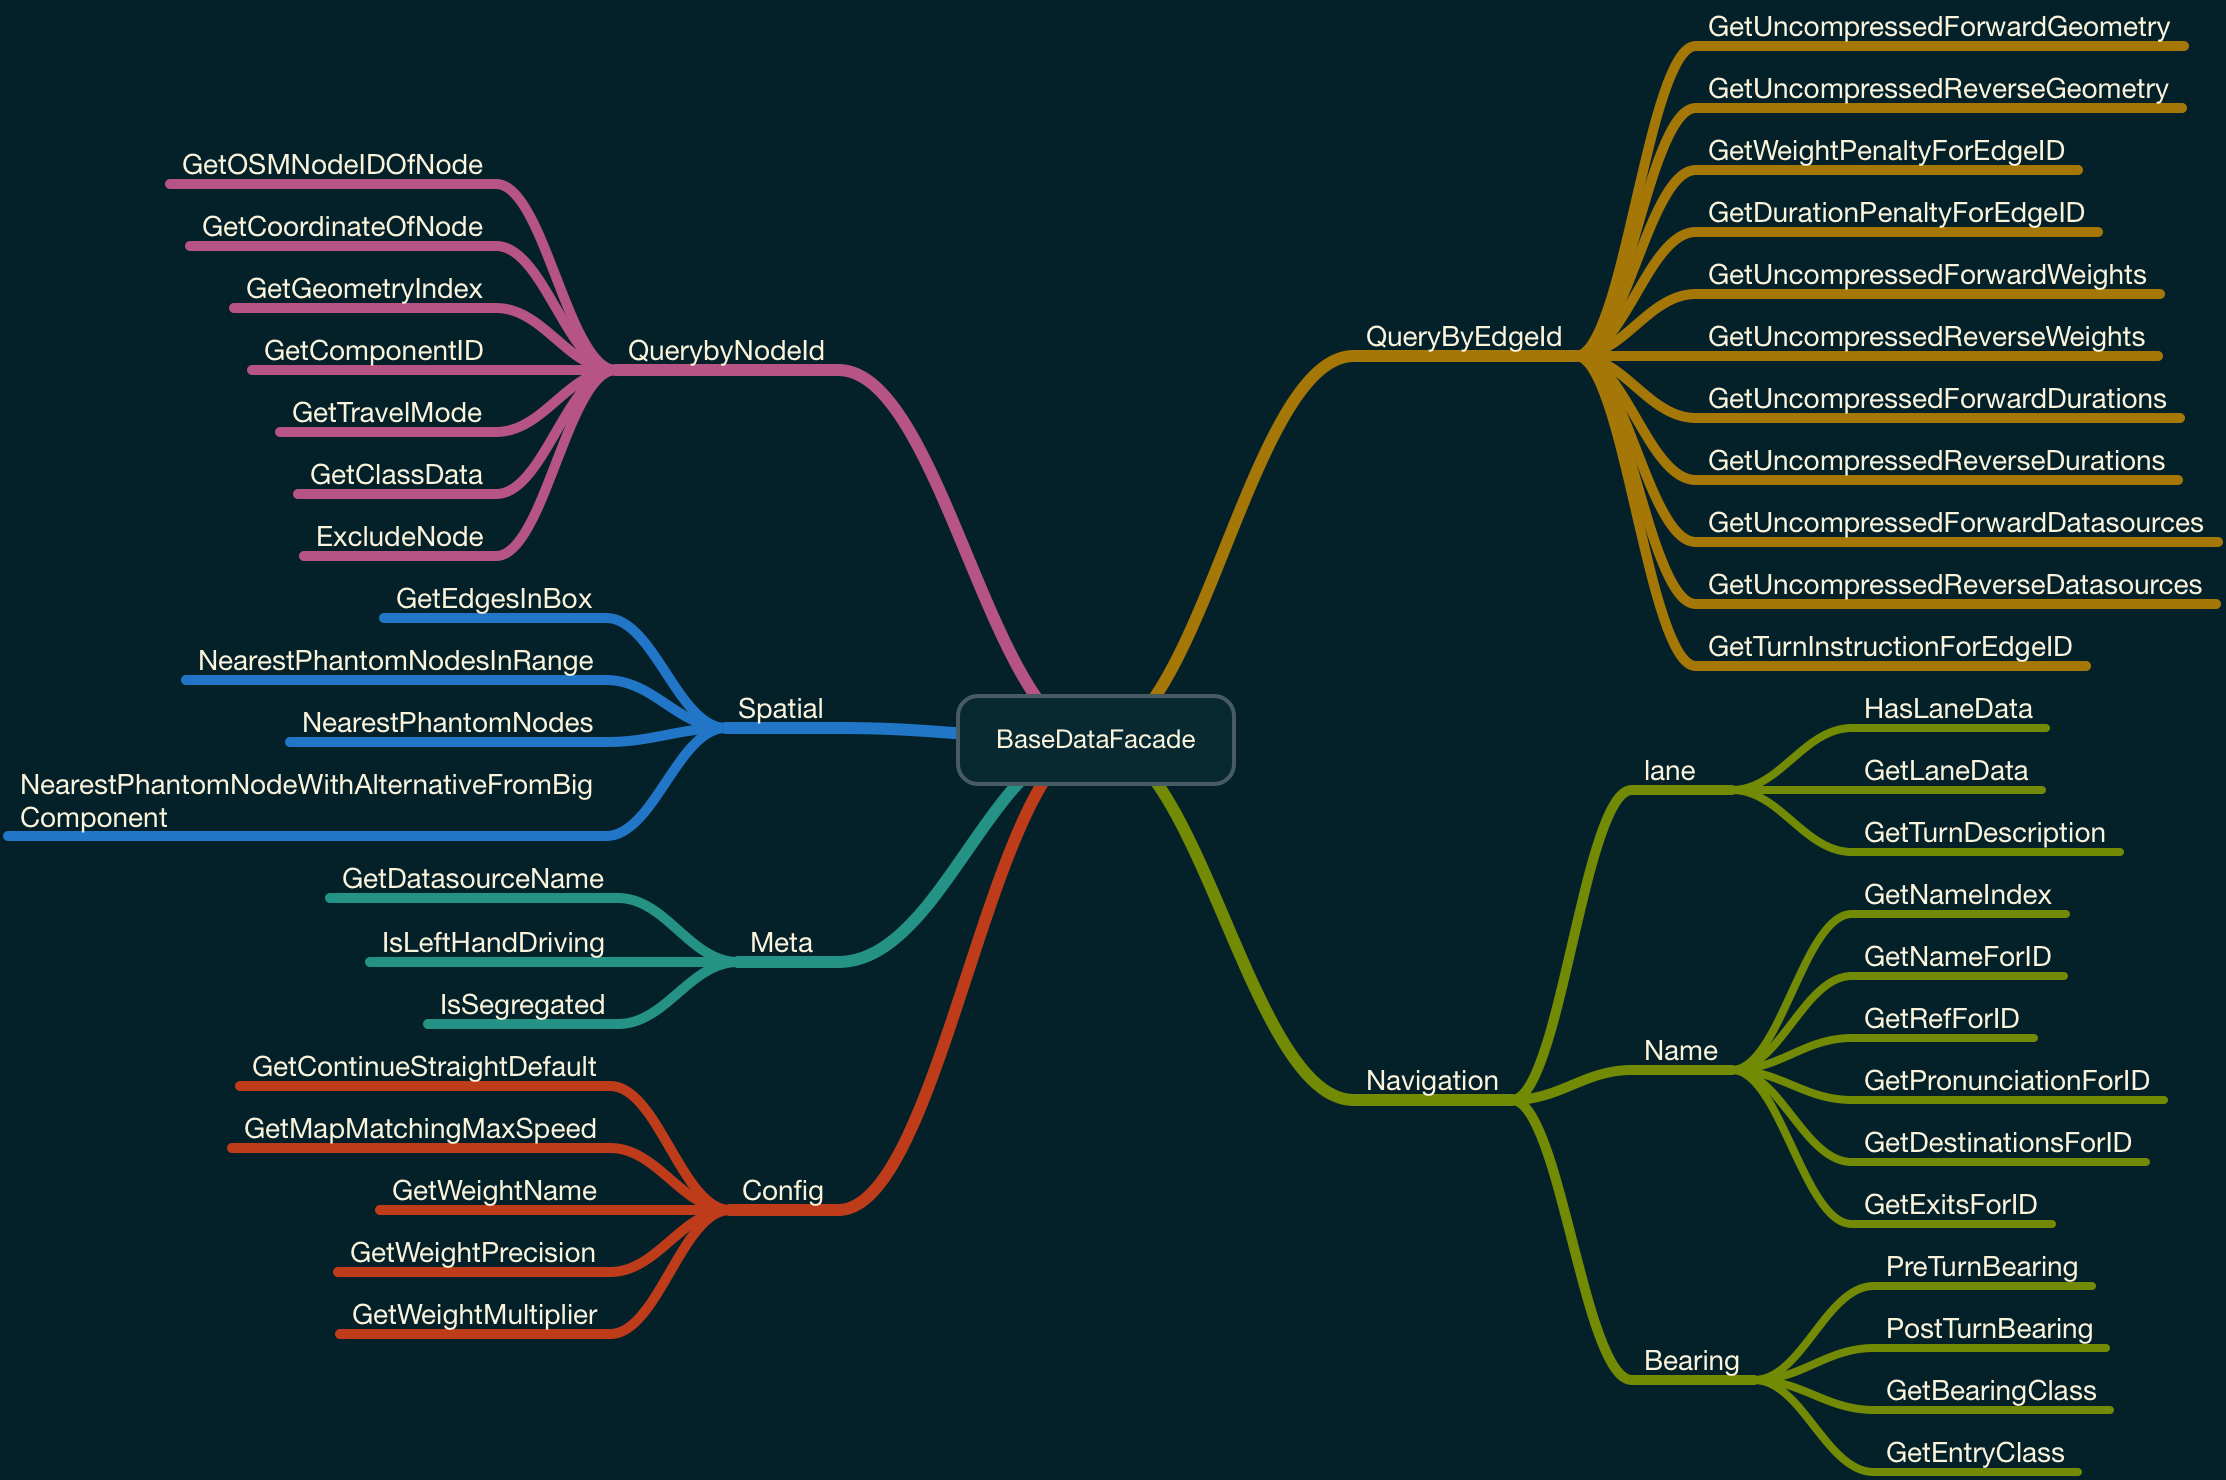 GetOSMNodeIDOfNode
GetCoordinateOfNode
GetGeometryIndex
GetComponentID
GetTravelMode
GetClassData
ExcludeNode
QuerybyNodeId
GetEdgesInBox
NearestPhantomNodesInRange
NearestPhantomNodes
NearestPhantomNodeWithAlternativeFromBig
Component
Spatial
GetDatasourceName
IsLeftHandDriving
IsSegregated
Meta
GetContinueStraightDefault
GetMapMatchingMaxSpeed
GetWeightName
GetWeightPrecision
GetWeightMultiplier
Config
BaseDataFacade
QueryByEdgeId
GetUncompressedForwardGeometry
GetUncompressedReverseGeometry
GetWeightPenaltyForEdgeID
GetDurationPenaltyForEdgeID
GetUncompressedForwardWeights
GetUncompressedReverseWeights
GetUncompressedForwardDurations
GetUncompressedReverseDurations
GetUncompressedForwardDatasources
GetUncompressedReverseDatasources
GetTurnInstructionForEdgeID
Navigation
lane
HasLaneData
GetLaneData
GetTurnDescription
Name
GetNameIndex
GetNameForID
GetRefForID
GetPronunciationForID
GetDestinationsForID
GetExitsForID
Bearing
PreTurnBearing
PostTurnBearing
GetBearingClass
GetEntryClass